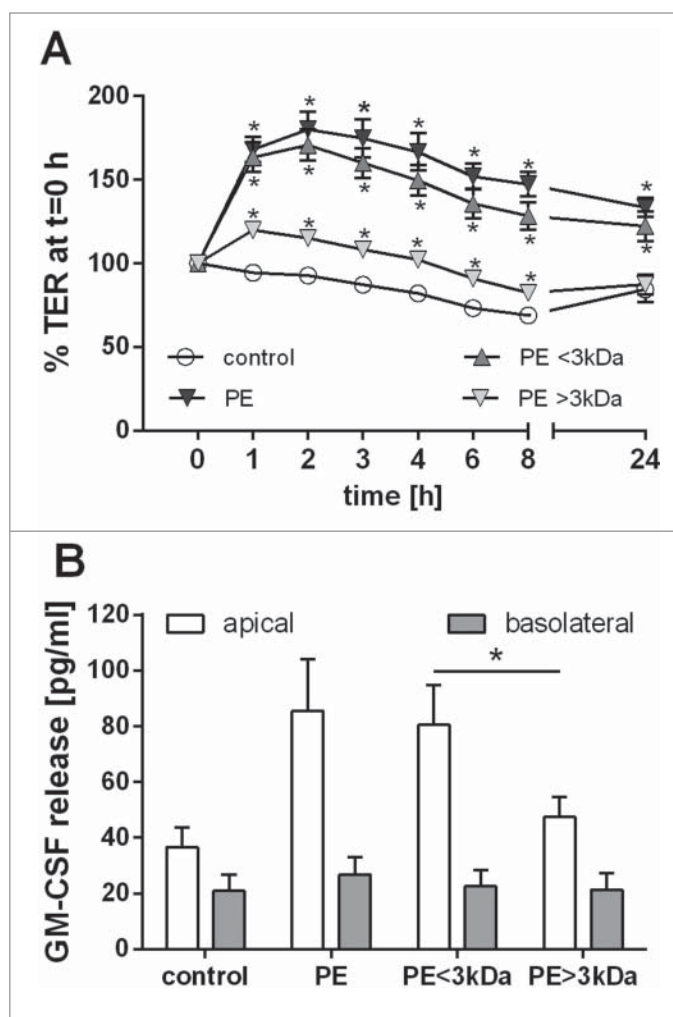 A
% TER at t=0 h
200
150
100
50
0
* * * * * * * *
* * * * * * * *
* * * * * *
control
PE <3kDa
PE
PE >3kDa
0 1 2 3 4 6 8 24
time [h]
B
GM-CSF release [pg/ml]
120
100
80
60
40
20
0
apical
basolateral
*
control PE PE<3kDa PE>3kDa